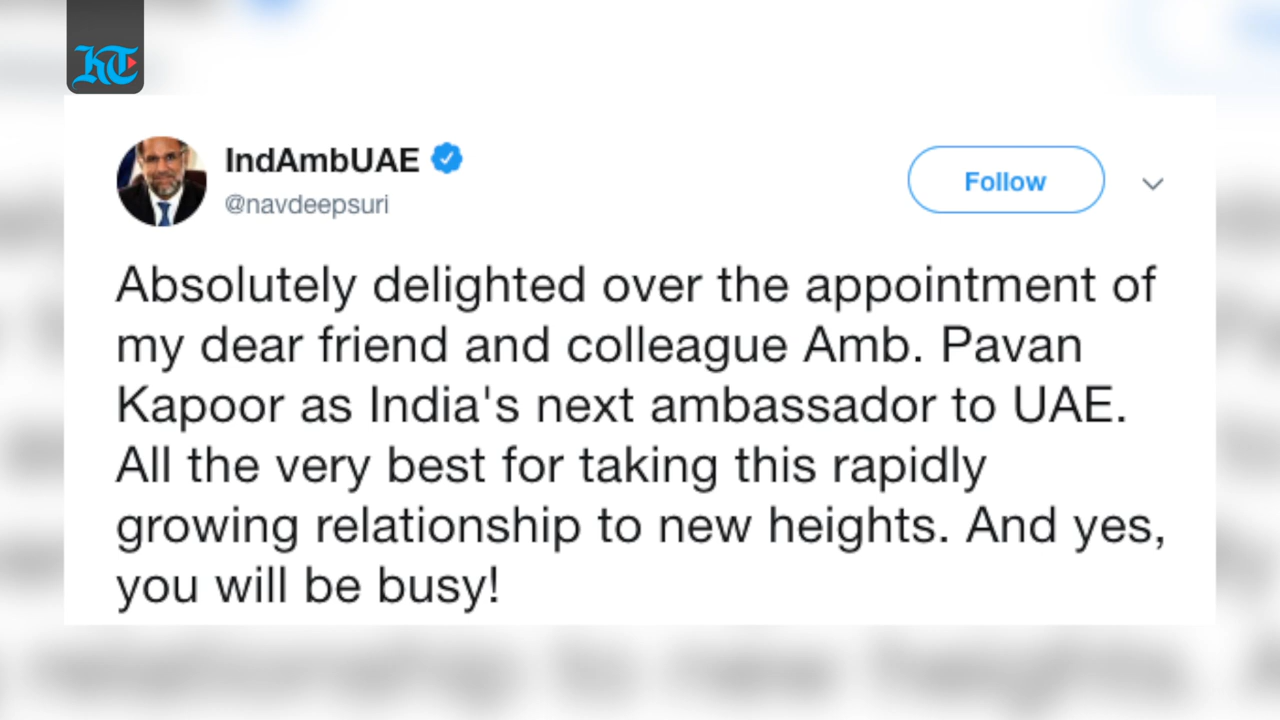 KT
IndAmbUAE
@navdeepsuri
Follow
Absolutely delighted over the appointment of
my dear friend and colleague Amb. Pavan
Kapoor as India's next ambassador to UAE.
All the very best for taking this rapidly
growing relationship to new heights. And yes,
you will be busy!